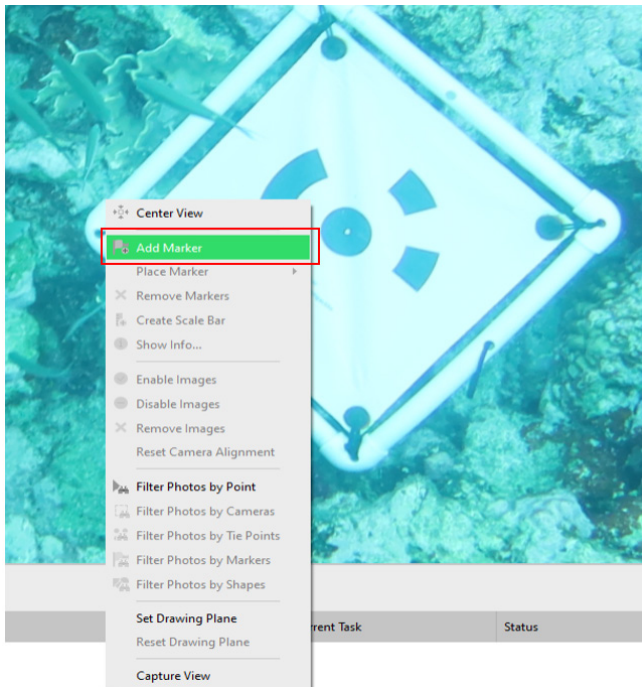 Center View
Add Marker
Place Marker
Remove Markers
Create Scale Bar
Show Info...
Enable Images
Disable Images
Remove Images
Reset Camera Alignment
Filter Photos by Point
Filter Photos by Cameras
Filter Photos by Tie Points
Filter Photos by Markers
Filter Photos by Shapes
Set Drawing Plane
rrent Task
Status
Reset Drawing Plane
Capture View